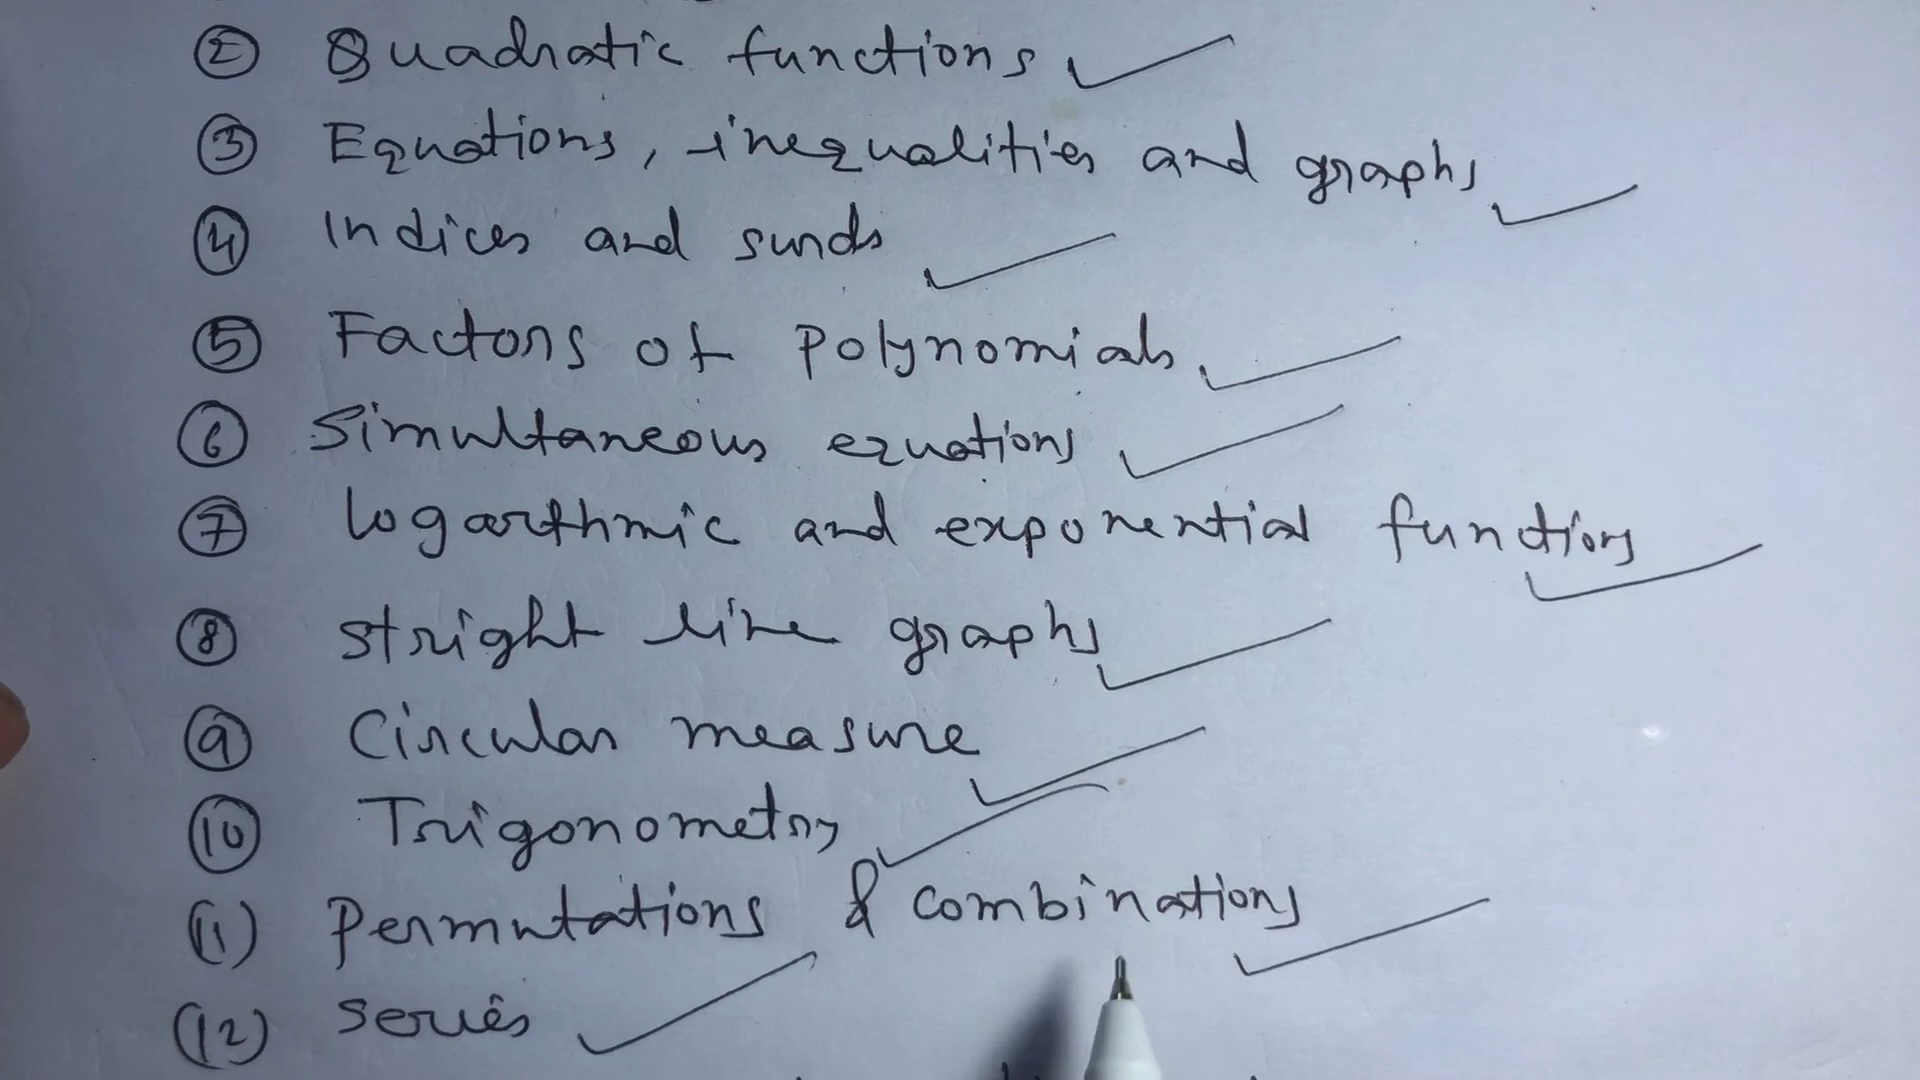 ② Quadratic functions ✓
③ Equations, inequalities and graphs ✓
④ Indices and surds ✓
⑤ Factors of Polynomials ✓
⑥ Simultaneous equations ✓
⑦ logarithmic and exponential functions ✓
⑧ stright line graphs ✓
⑨ Circular measure ✓
⑩ Trigonometry ✓
(11) Permutations & combinations ✓
(12) series ✓